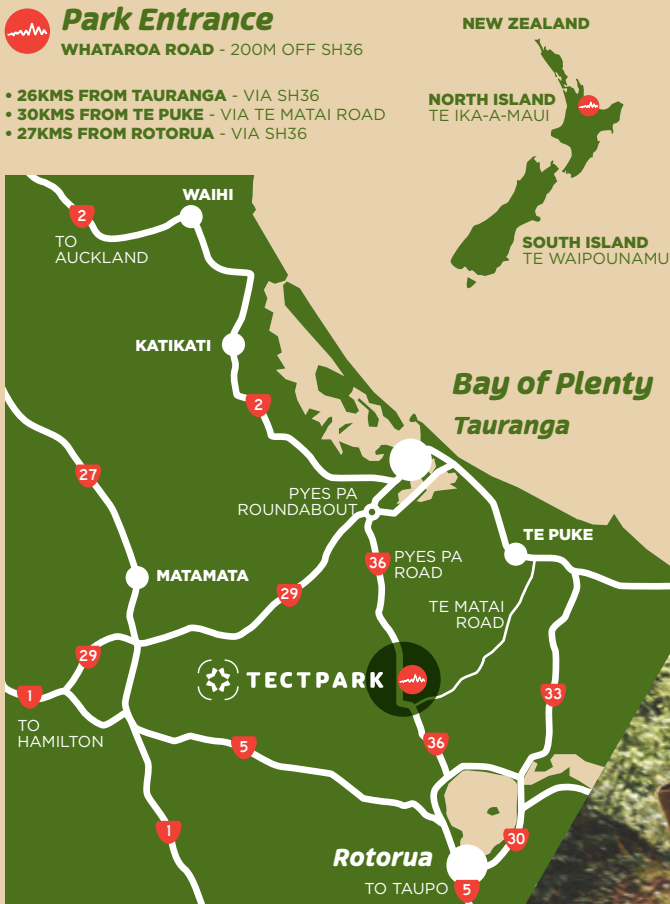 Park Entrance
WHATAROA ROAD - 200M OFF SH36
• 26KMS FROM TAURANGA - VIA SH36
• 30KMS FROM TE PUKE - VIA TE MATAI ROAD
• 27KMS FROM ROTORUA - VIA SH36
NEW ZEALAND
NORTH ISLAND
TE IKA-A-MAUI
SOUTH ISLAND
TE WAIPOUNAMU
WAIHI
2
TO
AUCKLAND
KATIKATI
2
Bay of Plenty
Tauranga
27
PYES PA
ROUNDABOUT
TE PUKE
36
PYES PA
ROAD
MATAMATA
29
TE MATAI
ROAD
29
TECTPARK
1
33
TO
HAMILTON
5
36
1
30
Rotorua
TO TAUPO
5